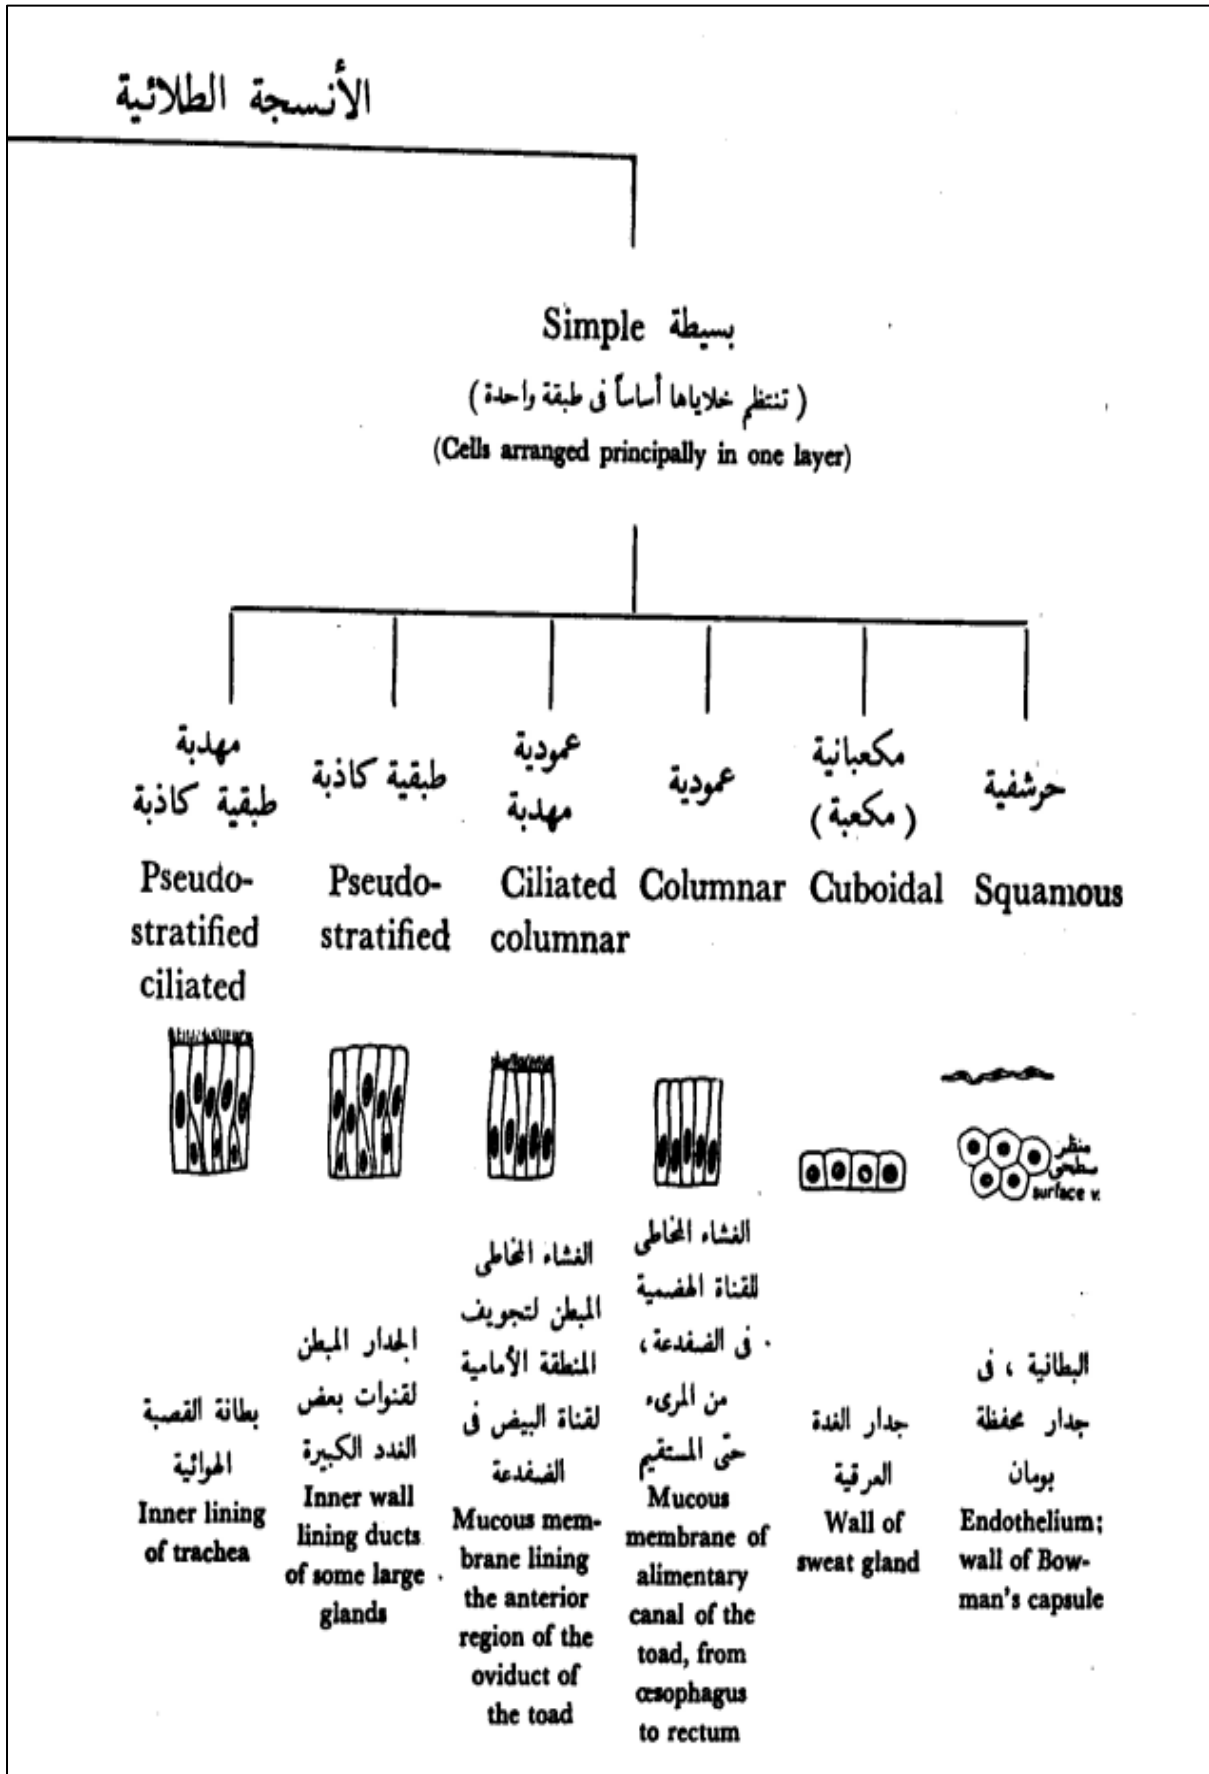 الأنسجة الطلائية
Simple بسيطة
(تنتظم خلاياها أساساً فى طبقة واحدة)
(Cells arranged principally in one layer)
حرشفية
Squamous
منظر
سطحى
surface v.
البطانية ، فى
جدار محفظة
بومان
Endothelium;
wall of Bow-
man's capsule
مكعبانية
(مكعبة)
Cuboidal
جدار الغدة
العرقية
Wall of
sweat gland
عمودية
Columnar
الغشاء المخاطى
للقناة الهضمية
فى الضفدعة ،
من المرىء
حتى المستقيم
Mucous
membrane of
alimentary
canal of the
toad, from
œsophagus
to rectum
عمودية
مهدبة
Ciliated
columnar
الغشاء المخاطى
المبطن لتجويف
المنطقة الأمامية
لقناة البيض فى
الضفدعة
Mucous mem-
brane lining
the anterior
region of the
oviduct of
the toad
طبقية كاذبة
Pseudo-
stratified
الجدار المبطن
لقنوات بعض
الغدد الكبيرة
Inner wall
lining ducts
of some large
glands
مهدبة
طبقية كاذبة
Pseudo-
stratified
ciliated
بطانة القصبة
الهوائية
Inner lining
of trachea